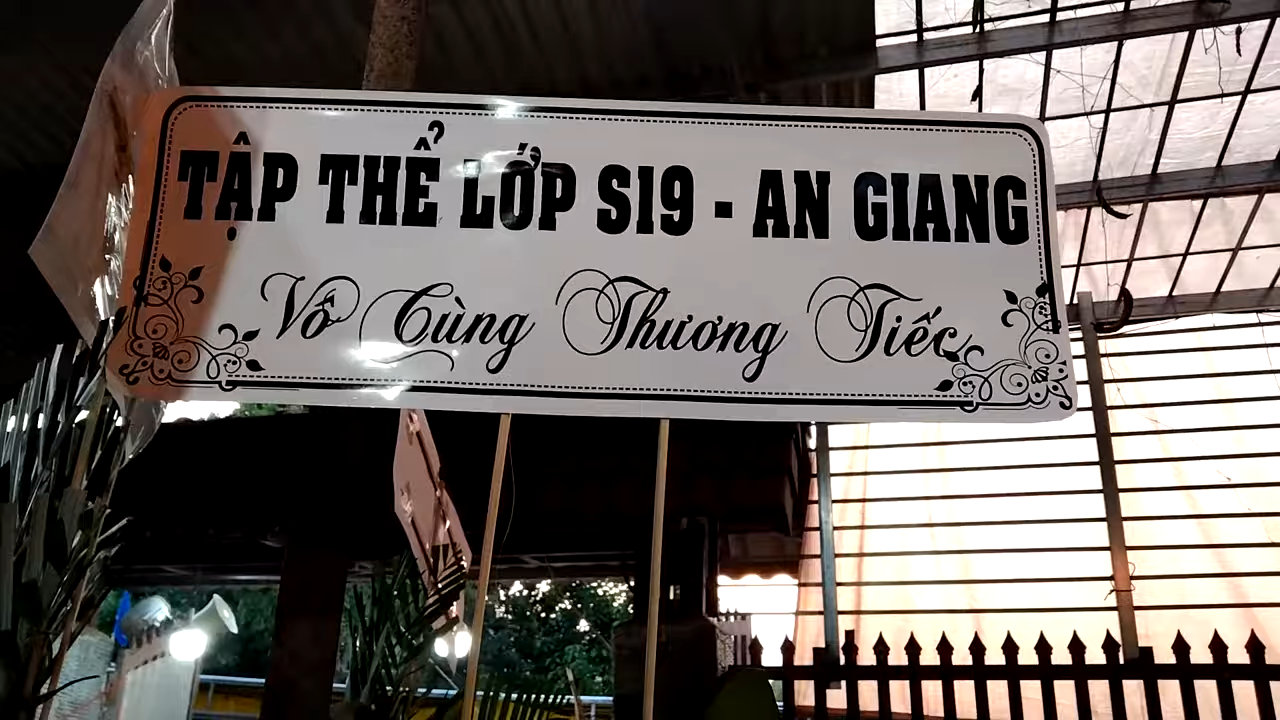 TẬP THỂ LỚP S19 - AN GIANG
Vô Cùng Thương Tiếc